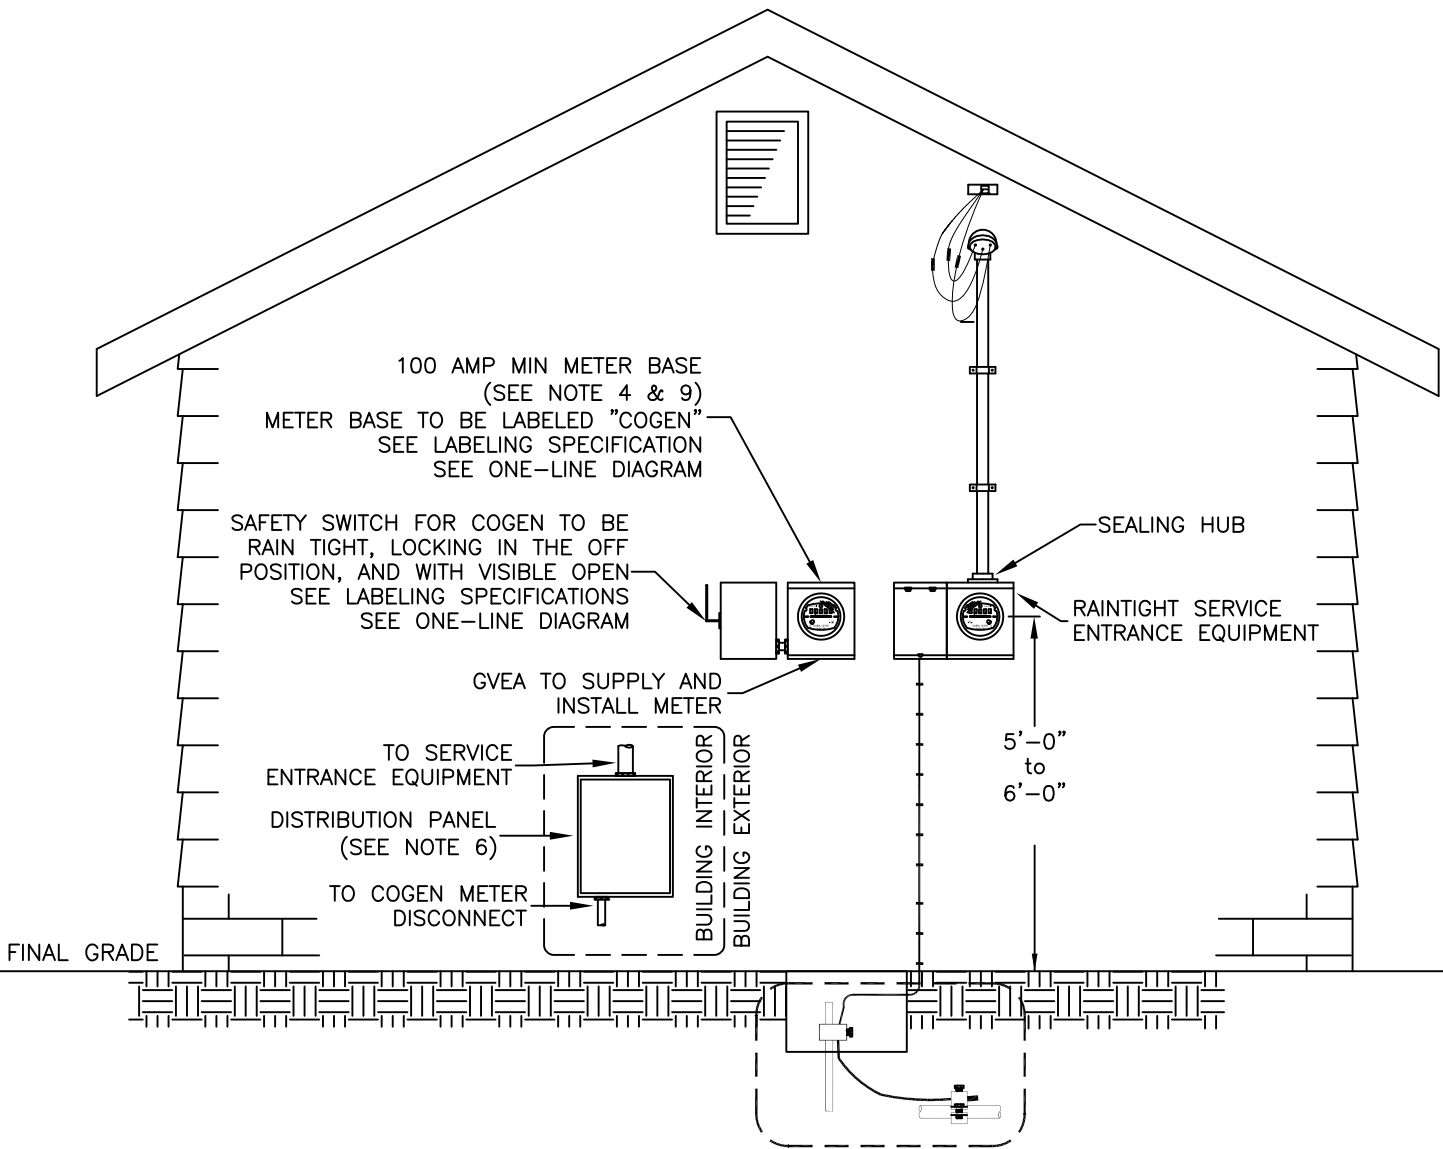 100 AMP MIN METER BASE
(SEE NOTE 4 & 9)
METER BASE TO BE LABELED "COGEN"
SEE LABELING SPECIFICATION
SEE ONE-LINE DIAGRAM
SAFETY SWITCH FOR COGEN TO BE
RAIN TIGHT, LOCKING IN THE OFF
POSITION, AND WITH VISIBLE OPEN
SEE LABELING SPECIFICATIONS
SEE ONE-LINE DIAGRAM
SEALING HUB
RAINTIGHT SERVICE
ENTRANCE EQUIPMENT
GVEA TO SUPPLY AND
INSTALL METER
5'-0"
to
6'-0"
TO SERVICE
ENTRANCE EQUIPMENT
DISTRIBUTION PANEL
(SEE NOTE 6)
TO COGEN METER
DISCONNECT
BUILDING INTERIOR
BUILDING EXTERIOR
FINAL GRADE